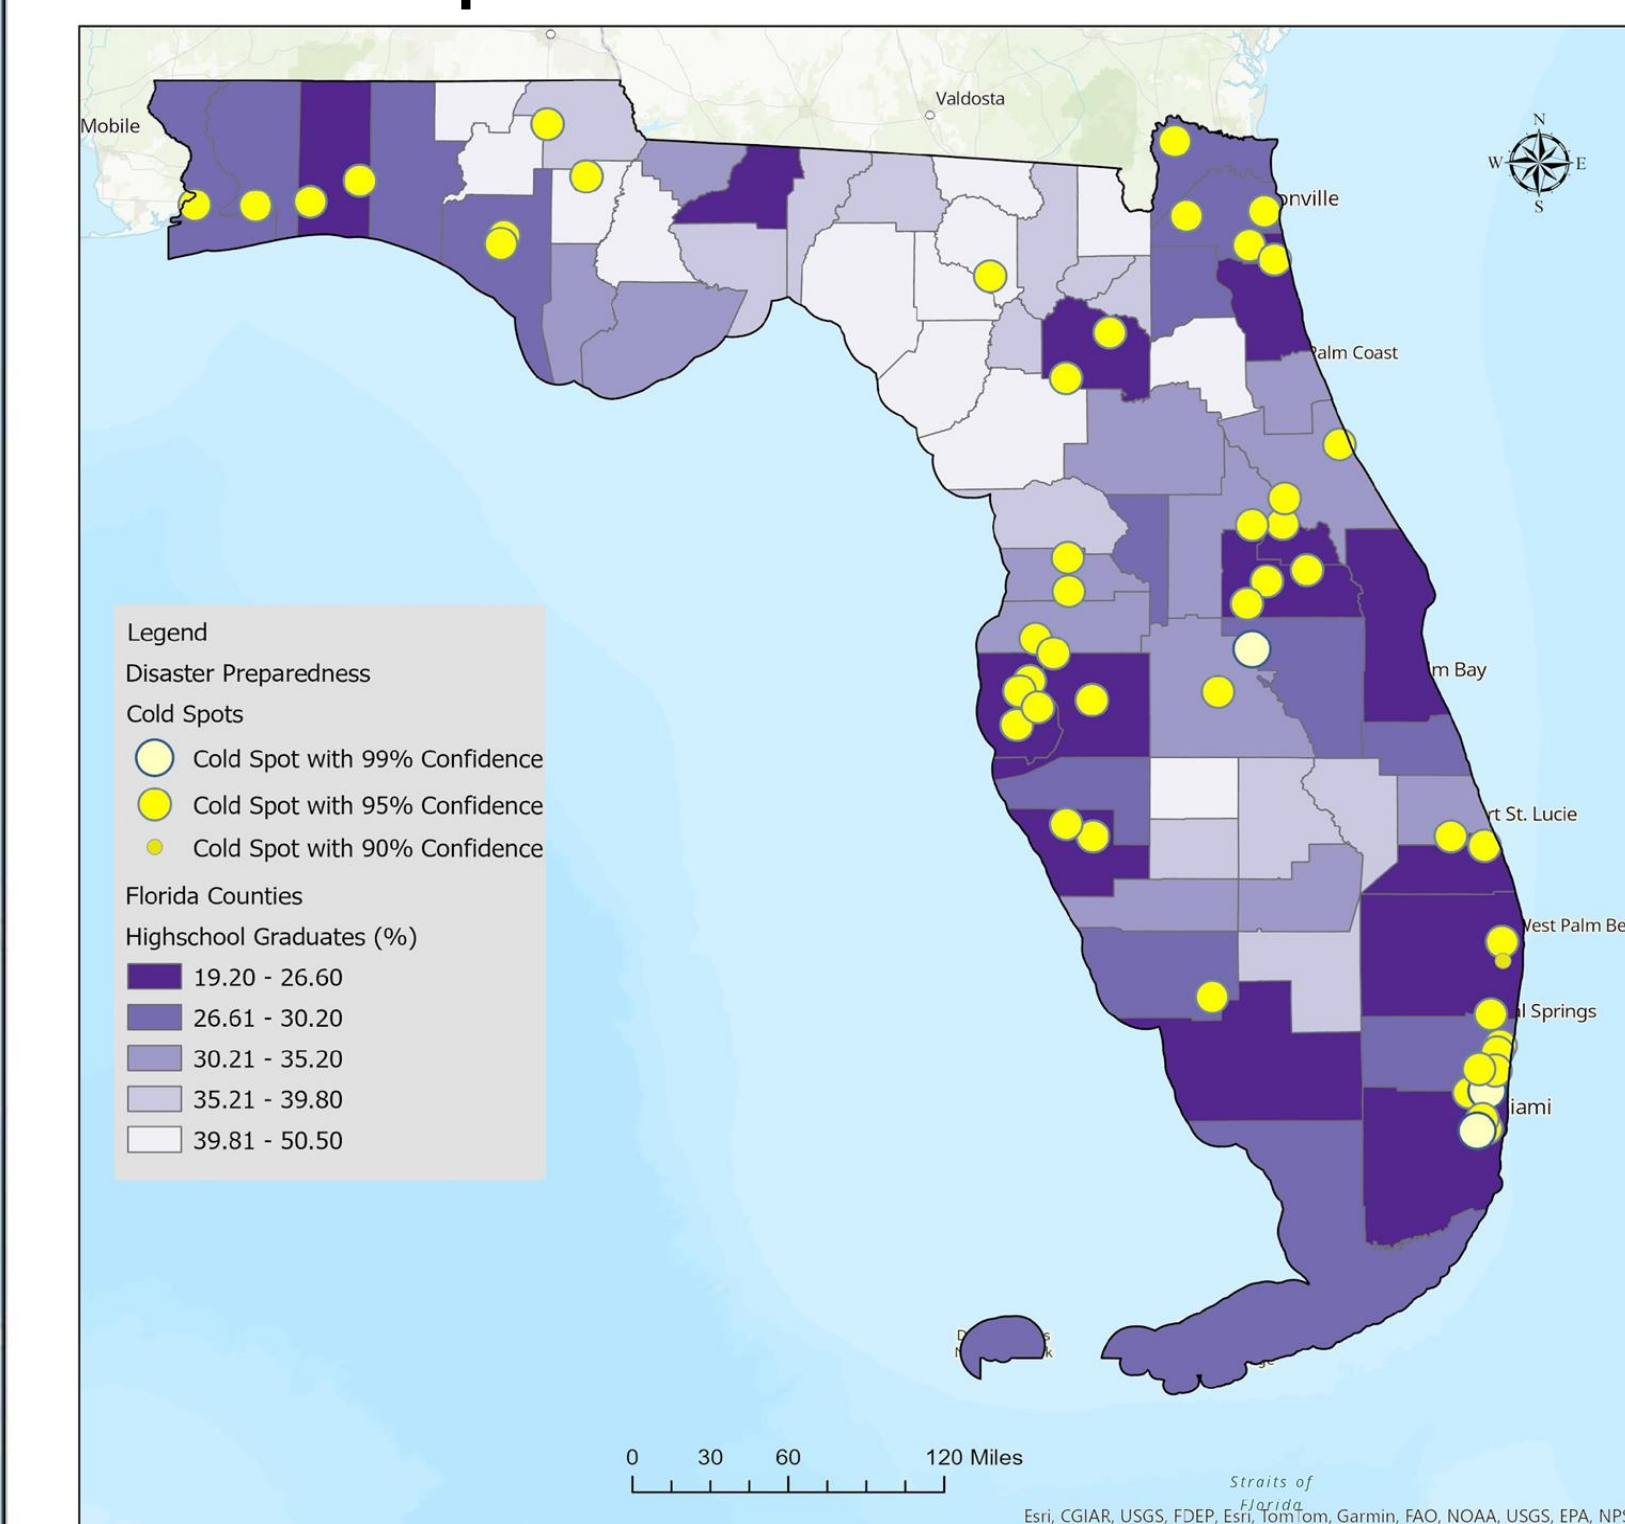 Valdosta
Mobile
N
W E
S
onville
Palm Coast
m Bay
rt St. Lucie
West Palm Be
al Springs
iami
Legend
Disaster Preparedness
Cold Spots
Cold Spot with 99% Confidence
Cold Spot with 95% Confidence
Cold Spot with 90% Confidence
Florida Counties
Highschool Graduates (%)
19.20 - 26.60
26.61 - 30.20
30.21 - 35.20
35.21 - 39.80
39.81 - 50.50
D s
N k
0 30 60 120 Miles
Straits of
Florida
Esri, CGIAR, USGS, FDEP, Esri, TomTom, Garmin, FAO, NOAA, USGS, EPA, NPS